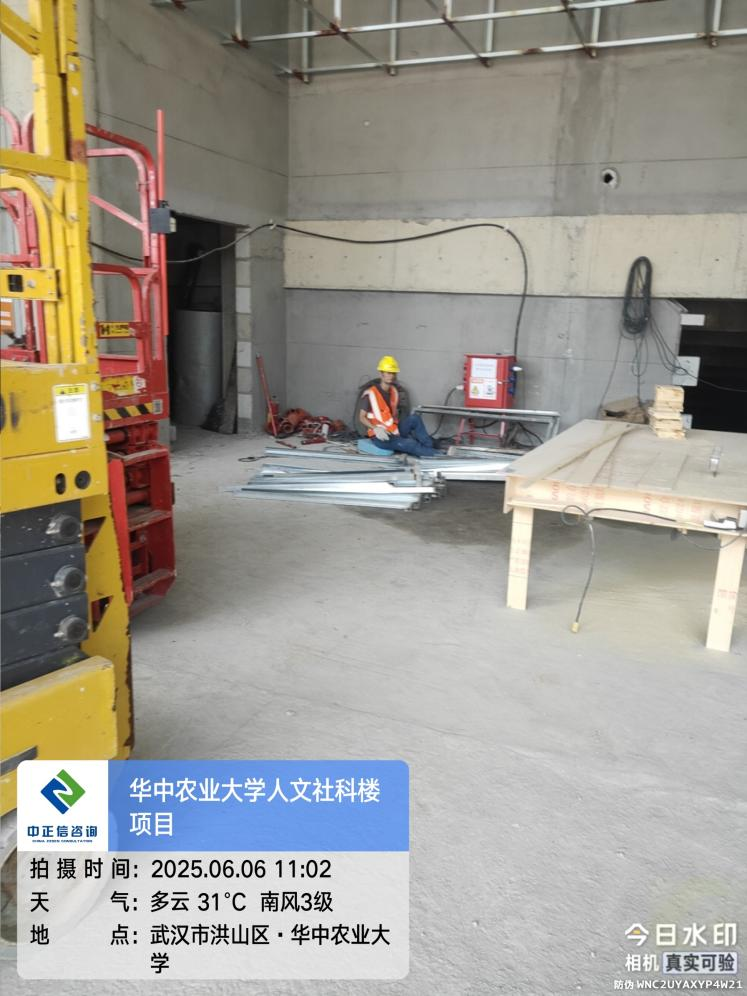 华中农业大学人文社科楼
项目
中正信咨询
拍摄时间：2025.06.06 11:02
天 气：多云 31℃ 南风3级
地 点：武汉市洪山区·华中农业大
学
今日水印
相机 真实可验
防伪 WNC2UYAXYP4W21